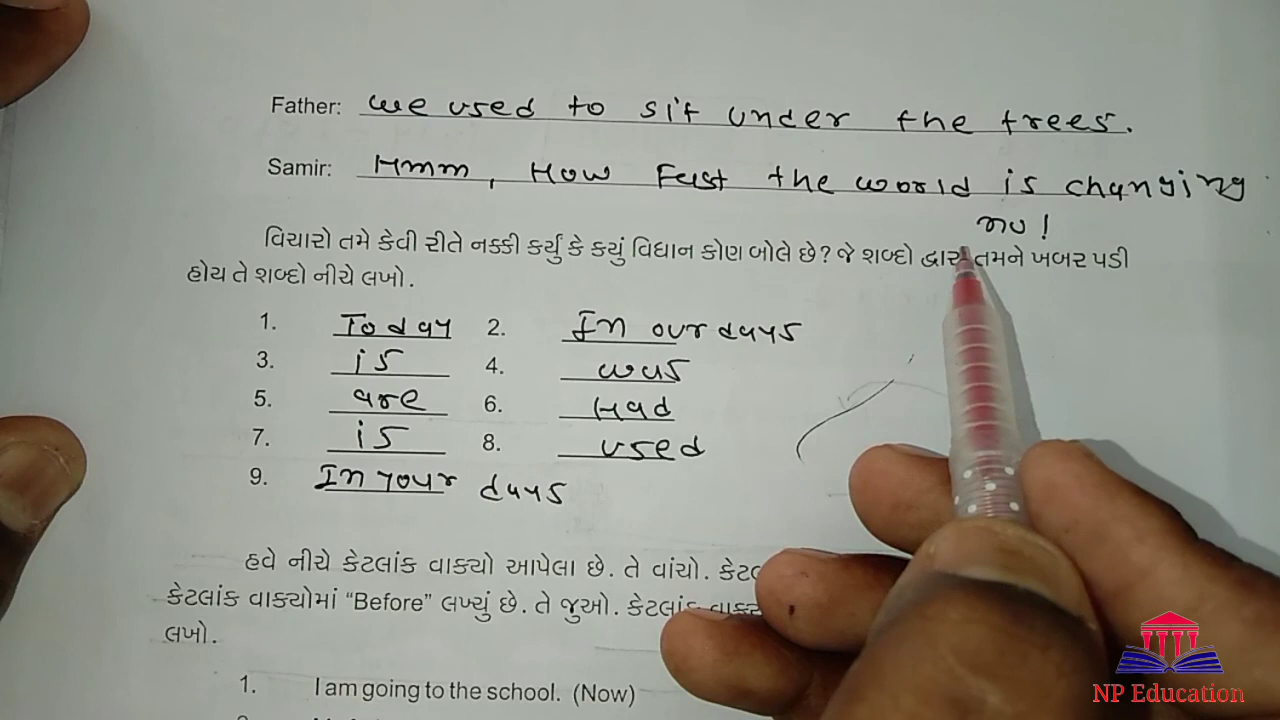 Father: we used to sit under the trees.
Samir: Hmm, How Fast the world is changing
વિચારો તમે કેવી રીતે નક્કી કર્યું કે કયું વિધાન કોણ બોલે છે? જે શબ્દો દ્વારા તમને ખબર પડી
હોય તે શબ્દો નીચે લખો.
1. Today 2. In our days
3. is 4. was
5. are 6. Had
7. is 8. used
9. In your days
હવે નીચે કેટલાંક વાક્યો આપેલા છે. તે વાંચો.
કેટલાંક વાક્યોમાં “Before” લખ્યું છે. તે જુઓ. કેટલાંક
લખો.
1. I am going to the school. (Now)
NP Education